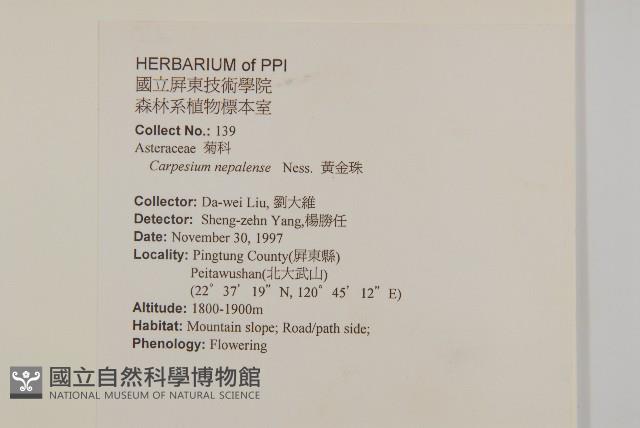 HERBARIUM of PPI
國立屏東技術學院
森林系植物標本室
Collect No.: 139
Asteraceae 菊科
Carpesium nepalense Ness. 黃金珠
Collector: Da-wei Liu, 劉大維
Detector: Sheng-zehn Yang,楊勝任
Date: November 30, 1997
Locality: Pingtung County(屏東縣)
Peitawushan(北大武山)
(22° 37' 19" N, 120° 45' 12" E)
Altitude: 1800-1900m
Habitat: Mountain slope; Road/path side;
Phenology: Flowering
國立自然科學博物館
NATIONAL MUSEUM OF NATURAL SCIENCE